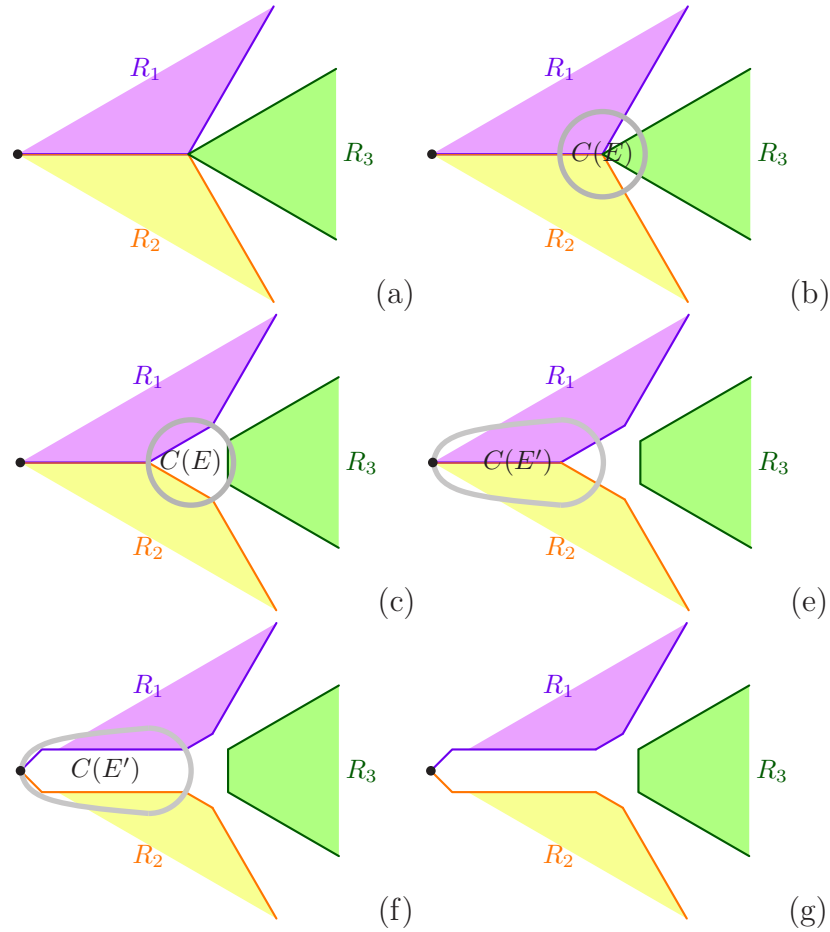 R₁ R₁
C(E)
R₃ R₃
R₂ R₂
(a) (b)
R₁ R₁
C(E) C(E')
R₃ R₃
R₂ R₂
(c) (e)
R₁ R₁
C(E')
R₃ R₃
R₂ R₂
(f) (g)